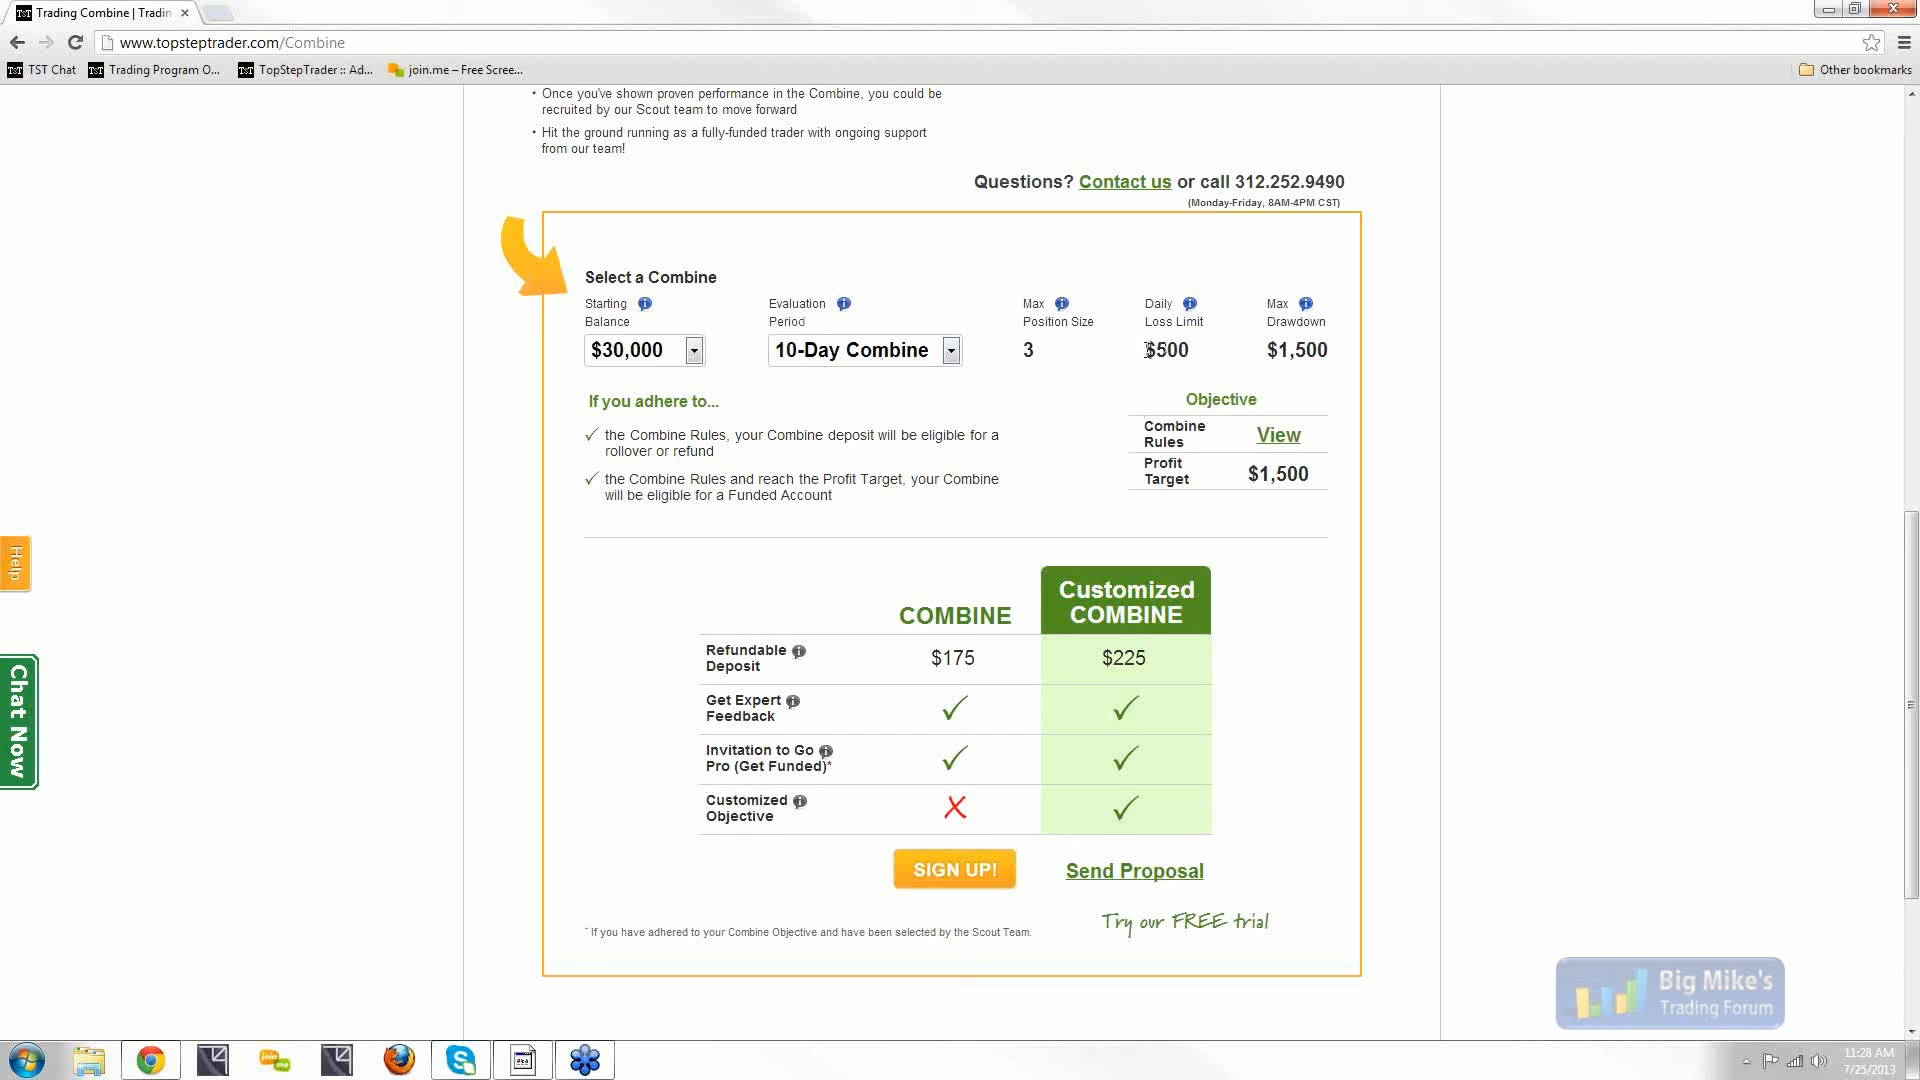 Trading Combine | Tradin
www.topsteptrader.com/Combine
TST Chat
Trading Program O...
TopStepTrader :: Ad...
join.me – Free Scree...
Other bookmarks
• Once you've shown proven performance in the Combine, you could be
recruited by our Scout team to move forward
• Hit the ground running as a fully-funded trader with ongoing support
from our team!
Questions? Contact us or call 312.252.9490
(Monday-Friday, 8AM-4PM CST)
Select a Combine
Starting
Balance
Evaluation
Period
Max
Position Size
Daily
Loss Limit
Max
Drawdown
$30,000
10-Day Combine
3
$500
$1,500
If you adhere to...
the Combine Rules, your Combine deposit will be eligible for a
rollover or refund
the Combine Rules and reach the Profit Target, your Combine
will be eligible for a Funded Account
Objective
Combine
Rules
View
Profit
Target
$1,500
COMBINE
Customized
COMBINE
Refundable
Deposit
$175
$225
Get Expert
Feedback
Invitation to Go
Pro (Get Funded)*
Customized
Objective
SIGN UP!
Send Proposal
Try our FREE trial
* If you have adhered to your Combine Objective and have been selected by the Scout Team.
Help
Chat Now
Big Mike's
Trading Forum
11:28 AM
7/25/2013